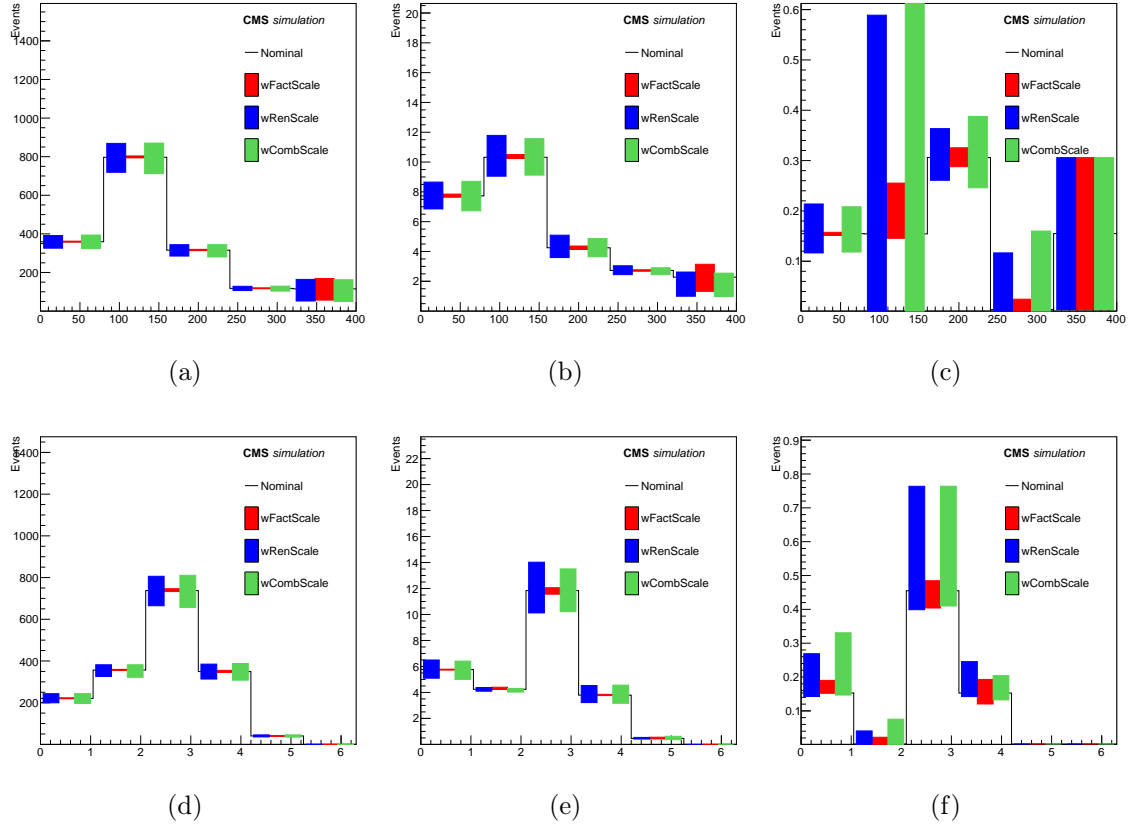 Events
CMS simulation
Nominal
wFactScale
wRenScale
wCombScale
1400
1200
1000
800
600
400
200
0 50 100 150 200 250 300 350 400
(a)
Events
CMS simulation
Nominal
wFactScale
wRenScale
wCombScale
20
18
16
14
12
10
8
6
4
2
0 50 100 150 200 250 300 350 400
(b)
Events
CMS simulation
Nominal
wFactScale
wRenScale
wCombScale
0.6
0.5
0.4
0.3
0.2
0.1
0 50 100 150 200 250 300 350 400
(c)
Events
CMS simulation
Nominal
wFactScale
wRenScale
wCombScale
1400
1200
1000
800
600
400
200
0 1 2 3 4 5 6
(d)
Events
CMS simulation
Nominal
wFactScale
wRenScale
wCombScale
22
20
18
16
14
12
10
8
6
4
2
0 1 2 3 4 5 6
(e)
Events
CMS simulation
Nominal
wFactScale
wRenScale
wCombScale
0.9
0.8
0.7
0.6
0.5
0.4
0.3
0.2
0.1
0 1 2 3 4 5 6
(f)